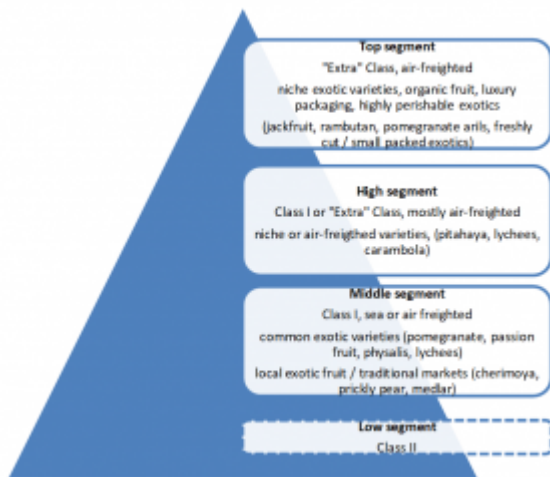 Top segment
"Extra" Class, air-freighted
niche exotic varieties, organic fruit, luxury
packaging, highly perishable exotics
(jackfruit, rambutan, pomegranate arils, freshly
cut / small packed exotics)
High segment
Class I or "Extra" Class, mostly air-freighted
niche or air-freigthed varieties, (pitahaya, lychees,
carambola)
Middle segment
Class I, sea or air freighted
common exotic varieties (pomegranate, passion
fruit, physalis, lychees)
local exotic fruit / traditional markets (cherimoya,
prickly pear, medlar)
Low segment
Class II